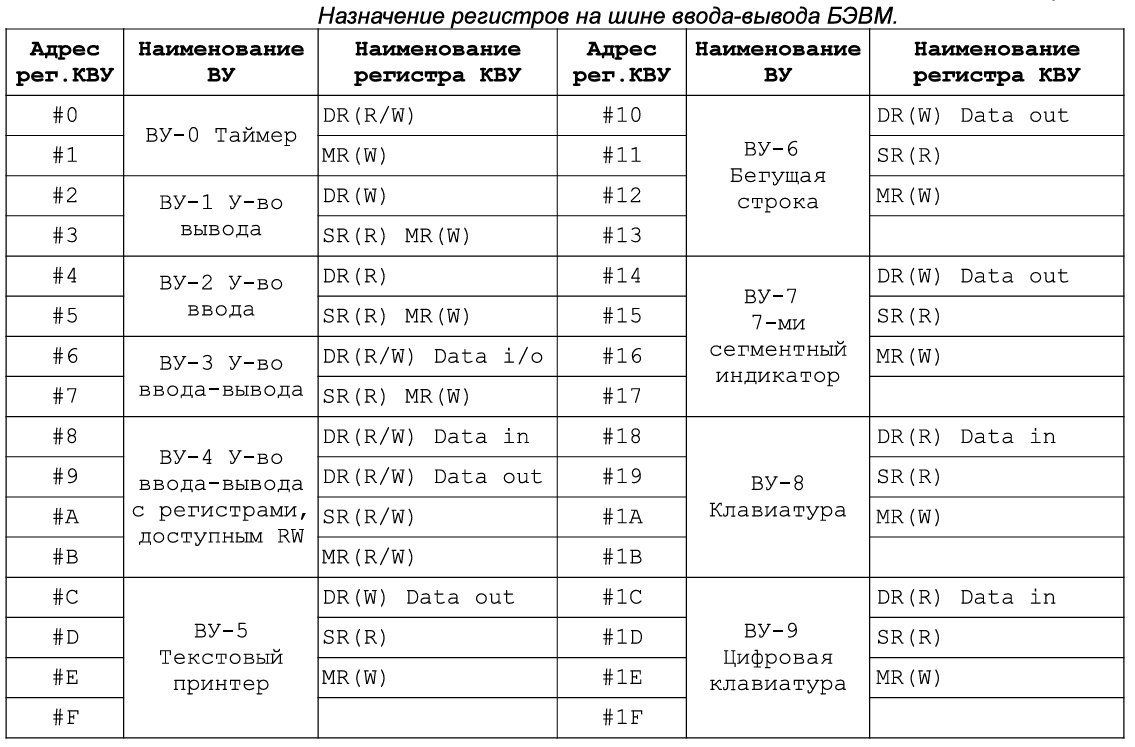 Назначение регистров на шине ввода-вывода БЭВМ.
Адрес рег.КВУ | Наименование ВУ | Наименование регистра КВУ | Адрес рег.КВУ | Наименование ВУ | Наименование регистра КВУ
#0 | ВУ-0 Таймер | DR(R/W) | #10 | ВУ-6 Бегущая строка | DR(W) Data out
#1 | MR(W) | #11 | SR(R)
#2 | ВУ-1 У-во вывода | DR(W) | #12 | MR(W)
#3 | SR(R) MR(W) | #13
#4 | ВУ-2 У-во ввода | DR(R) | #14 | ВУ-7 7-ми сегментный индикатор | DR(W) Data out
#5 | SR(R) MR(W) | #15 | SR(R)
#6 | ВУ-3 У-во ввода-вывода | DR(R/W) Data i/o | #16 | MR(W)
#7 | SR(R) MR(W) | #17
#8 | ВУ-4 У-во ввода-вывода с регистрами, доступным RW | DR(R/W) Data in | #18 | ВУ-8 Клавиатура | DR(R) Data in
#9 | DR(R/W) Data out | #19 | SR(R)
#A | SR(R/W) | #1A | MR(W)
#B | MR(R/W) | #1B
#C | ВУ-5 Текстовый принтер | DR(W) Data out | #1C | ВУ-9 Цифровая клавиатура | DR(R) Data in
#D | SR(R) | #1D | SR(R)
#E | MR(W) | #1E | MR(W)
#F | #1F